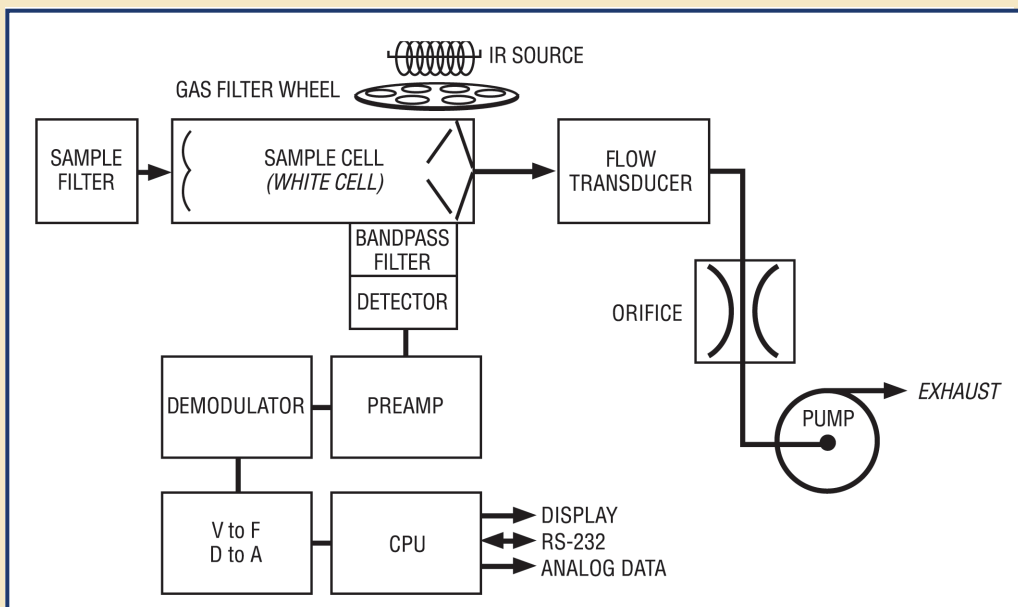 IR SOURCE
GAS FILTER WHEEL
SAMPLE
FILTER
SAMPLE CELL
(WHITE CELL)
FLOW
TRANSDUCER
BANDPASS
FILTER
DETECTOR
ORIFICE
DEMODULATOR
PREAMP
PUMP
EXHAUST
V to F
D to A
CPU
DISPLAY
RS-232
ANALOG DATA